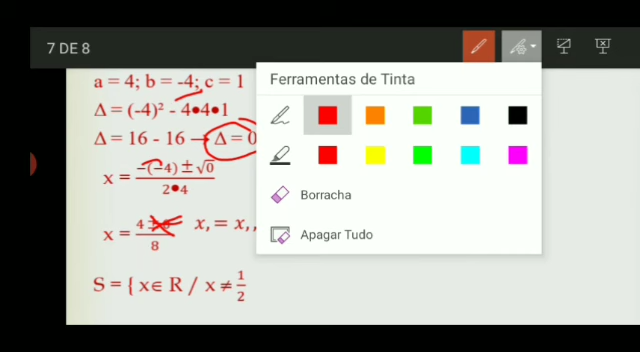 7 DE 8
a = 4; b = -4; c = 1
Δ = (-4)² - 4•4•1
Δ = 16 - 16 → Δ = 0
x = −(−4) ± √0 / 2•4
x = 4 / 8 x, = x,,
S = { x∈ R / x ≠ 1/2
Ferramentas de Tinta
Borracha
Apagar Tudo